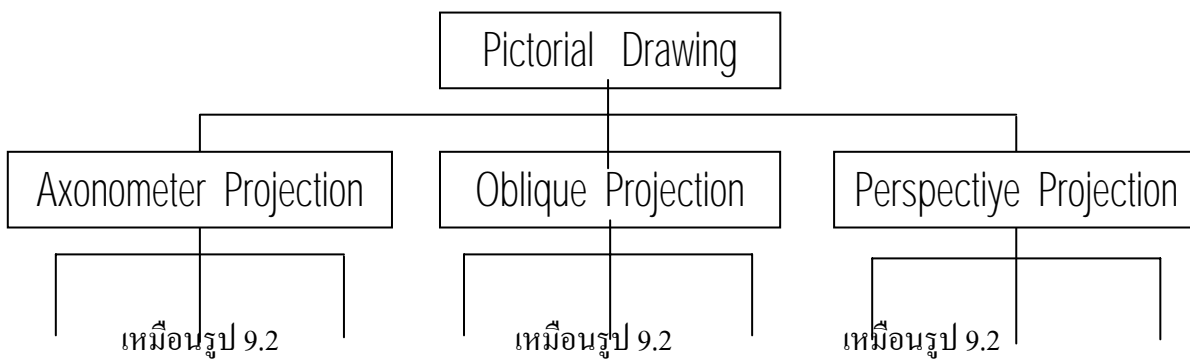 Pictorial Drawing
Axonometer Projection
Oblique Projection
Perspectiye Projection
เหมือนรูป 9.2
เหมือนรูป 9.2
เหมือนรูป 9.2